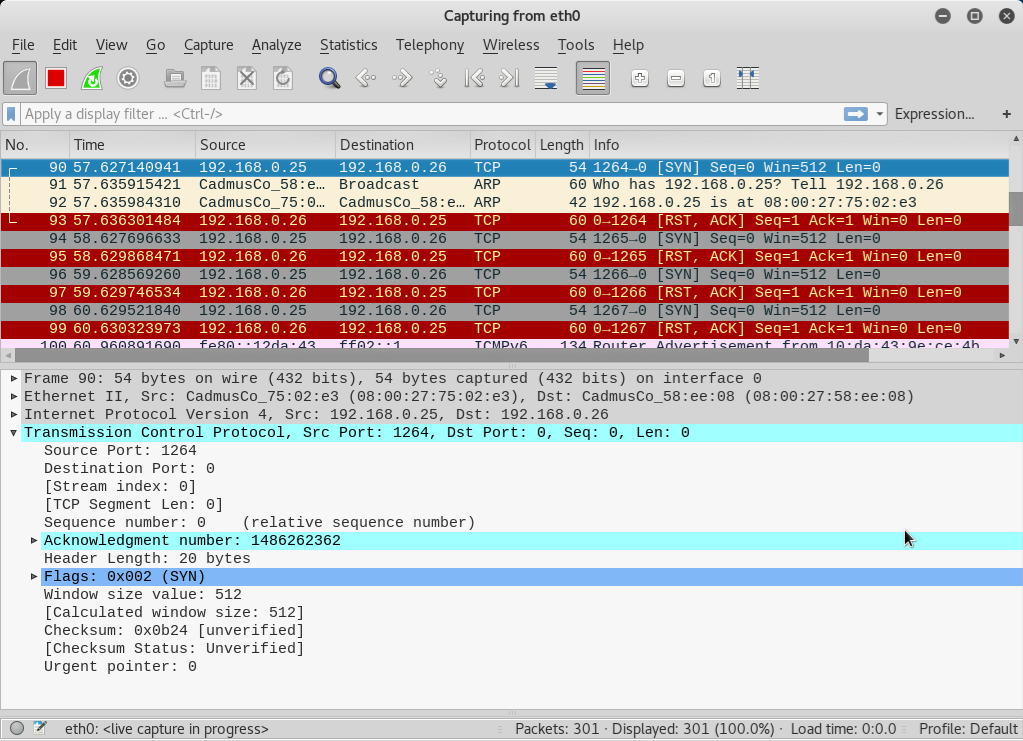 Capturing from eth0
File Edit View Go Capture Analyze Statistics Telephony Wireless Tools Help
Apply a display filter ... <Ctrl-/> Expression... +
No. Time Source Destination Protocol Length Info
90 57.627140941 192.168.0.25 192.168.0.26 TCP 54 1264→0 [SYN] Seq=0 Win=512 Len=0
91 57.635915421 CadmusCo_58:e… Broadcast ARP 60 Who has 192.168.0.25? Tell 192.168.0.26
92 57.635984310 CadmusCo_75:0… CadmusCo_58:e… ARP 42 192.168.0.25 is at 08:00:27:75:02:e3
93 57.636301484 192.168.0.26 192.168.0.25 TCP 60 0→1264 [RST, ACK] Seq=1 Ack=1 Win=0 Len=0
94 58.627696633 192.168.0.25 192.168.0.26 TCP 54 1265→0 [SYN] Seq=0 Win=512 Len=0
95 58.629868471 192.168.0.26 192.168.0.25 TCP 60 0→1265 [RST, ACK] Seq=1 Ack=1 Win=0 Len=0
96 59.628569260 192.168.0.25 192.168.0.26 TCP 54 1266→0 [SYN] Seq=0 Win=512 Len=0
97 59.629746534 192.168.0.26 192.168.0.25 TCP 60 0→1266 [RST, ACK] Seq=1 Ack=1 Win=0 Len=0
98 60.629521840 192.168.0.25 192.168.0.26 TCP 54 1267→0 [SYN] Seq=0 Win=512 Len=0
99 60.630323973 192.168.0.26 192.168.0.25 TCP 60 0→1267 [RST, ACK] Seq=1 Ack=1 Win=0 Len=0
100 60.960891690 fe80::12da:43… ff02::1 ICMPv6 134 Router Advertisement from 10:da:43:9e:ce:4b
Frame 90: 54 bytes on wire (432 bits), 54 bytes captured (432 bits) on interface 0
Ethernet II, Src: CadmusCo_75:02:e3 (08:00:27:75:02:e3), Dst: CadmusCo_58:ee:08 (08:00:27:58:ee:08)
Internet Protocol Version 4, Src: 192.168.0.25, Dst: 192.168.0.26
Transmission Control Protocol, Src Port: 1264, Dst Port: 0, Seq: 0, Len: 0
Source Port: 1264
Destination Port: 0
[Stream index: 0]
[TCP Segment Len: 0]
Sequence number: 0 (relative sequence number)
Acknowledgment number: 1486262362
Header Length: 20 bytes
Flags: 0x002 (SYN)
Window size value: 512
[Calculated window size: 512]
Checksum: 0x0b24 [unverified]
[Checksum Status: Unverified]
Urgent pointer: 0
eth0: <live capture in progress> Packets: 301 · Displayed: 301 (100.0%) · Load time: 0:0.0 Profile: Default